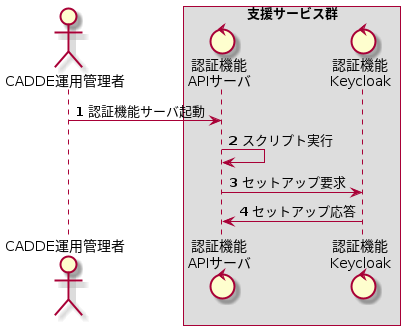 支援サービス群
CADDE運用管理者
認証機能
APIサーバ
認証機能
Keycloak
1 認証機能サーバ起動
2 スクリプト実行
3 セットアップ要求
4 セットアップ応答
CADDE運用管理者
認証機能
APIサーバ
認証機能
Keycloak